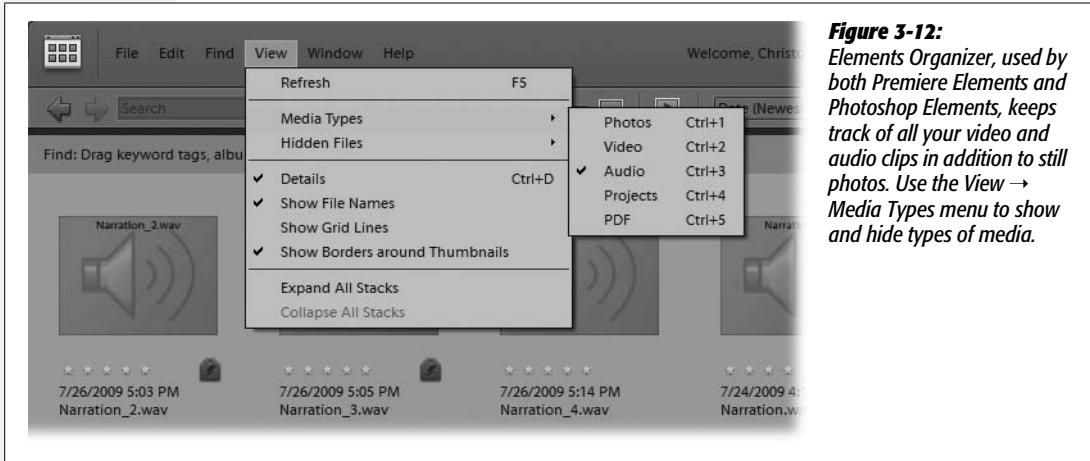 File Edit Find View Window Help
Welcome,
Search
Find: Drag keyword tags,
Refresh F5
Media Types
Hidden Files
Details Ctrl+D
Show File Names
Show Grid Lines
Show Borders around Thumbnails
Expand All Stacks
Collapse All Stacks
Photos Ctrl+1
Video Ctrl+2
Audio Ctrl+3
Projects Ctrl+4
PDF Ctrl+5
Narration_2.wav
7/26/2009 5:03 PM
Narration_2.wav
7/26/2009 5:05 PM
Narration_3.wav
7/26/2009 5:14 PM
Narration_4.wav
7/24/2009
Figure 3-12:
Elements Organizer, used by
both Premiere Elements and
Photoshop Elements, keeps
track of all your video and
audio clips in addition to still
photos. Use the View →
Media Types menu to show
and hide types of media.